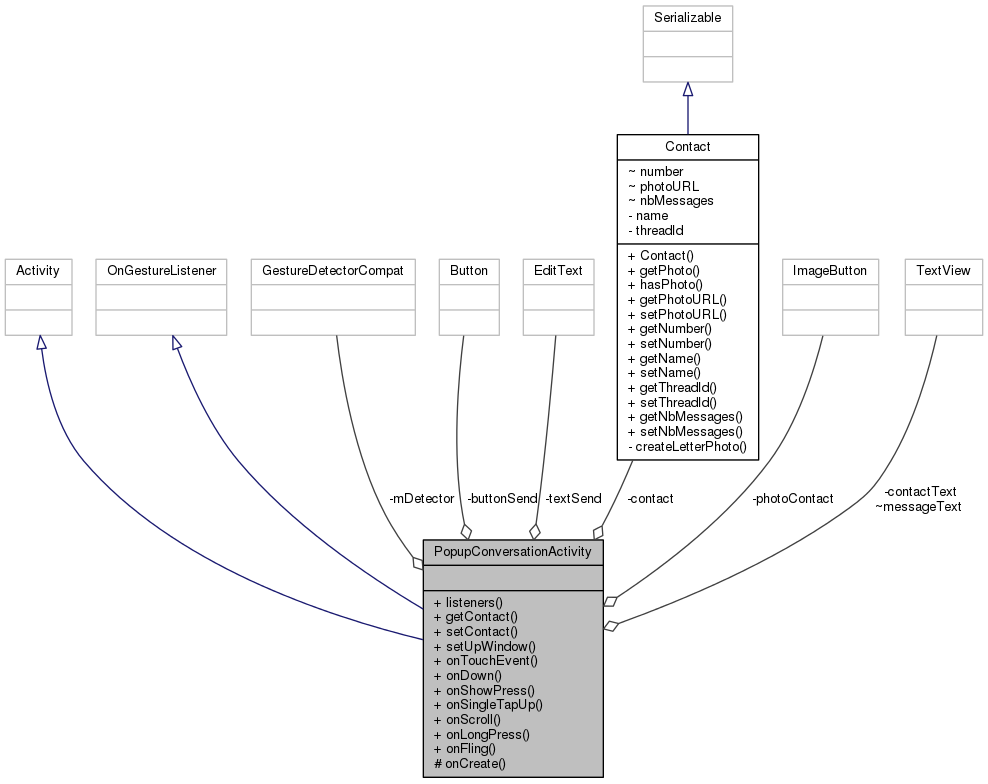 Serializable
Contact
~ number
~ photoURL
~ nbMessages
- name
- threadId
+ Contact()
+ getPhoto()
+ hasPhoto()
+ getPhotoURL()
+ setPhotoURL()
+ getNumber()
+ setNumber()
+ getName()
+ setName()
+ getThreadId()
+ setThreadId()
+ getNbMessages()
+ setNbMessages()
- createLetterPhoto()
Activity
OnGestureListener
GestureDetectorCompat
Button
EditText
ImageButton
TextView
-mDetector
-buttonSend
-textSend
-contact
-photoContact
-contactText
~messageText
PopupConversationActivity
+ listeners()
+ getContact()
+ setContact()
+ setUpWindow()
+ onTouchEvent()
+ onDown()
+ onShowPress()
+ onSingleTapUp()
+ onScroll()
+ onLongPress()
+ onFling()
# onCreate()